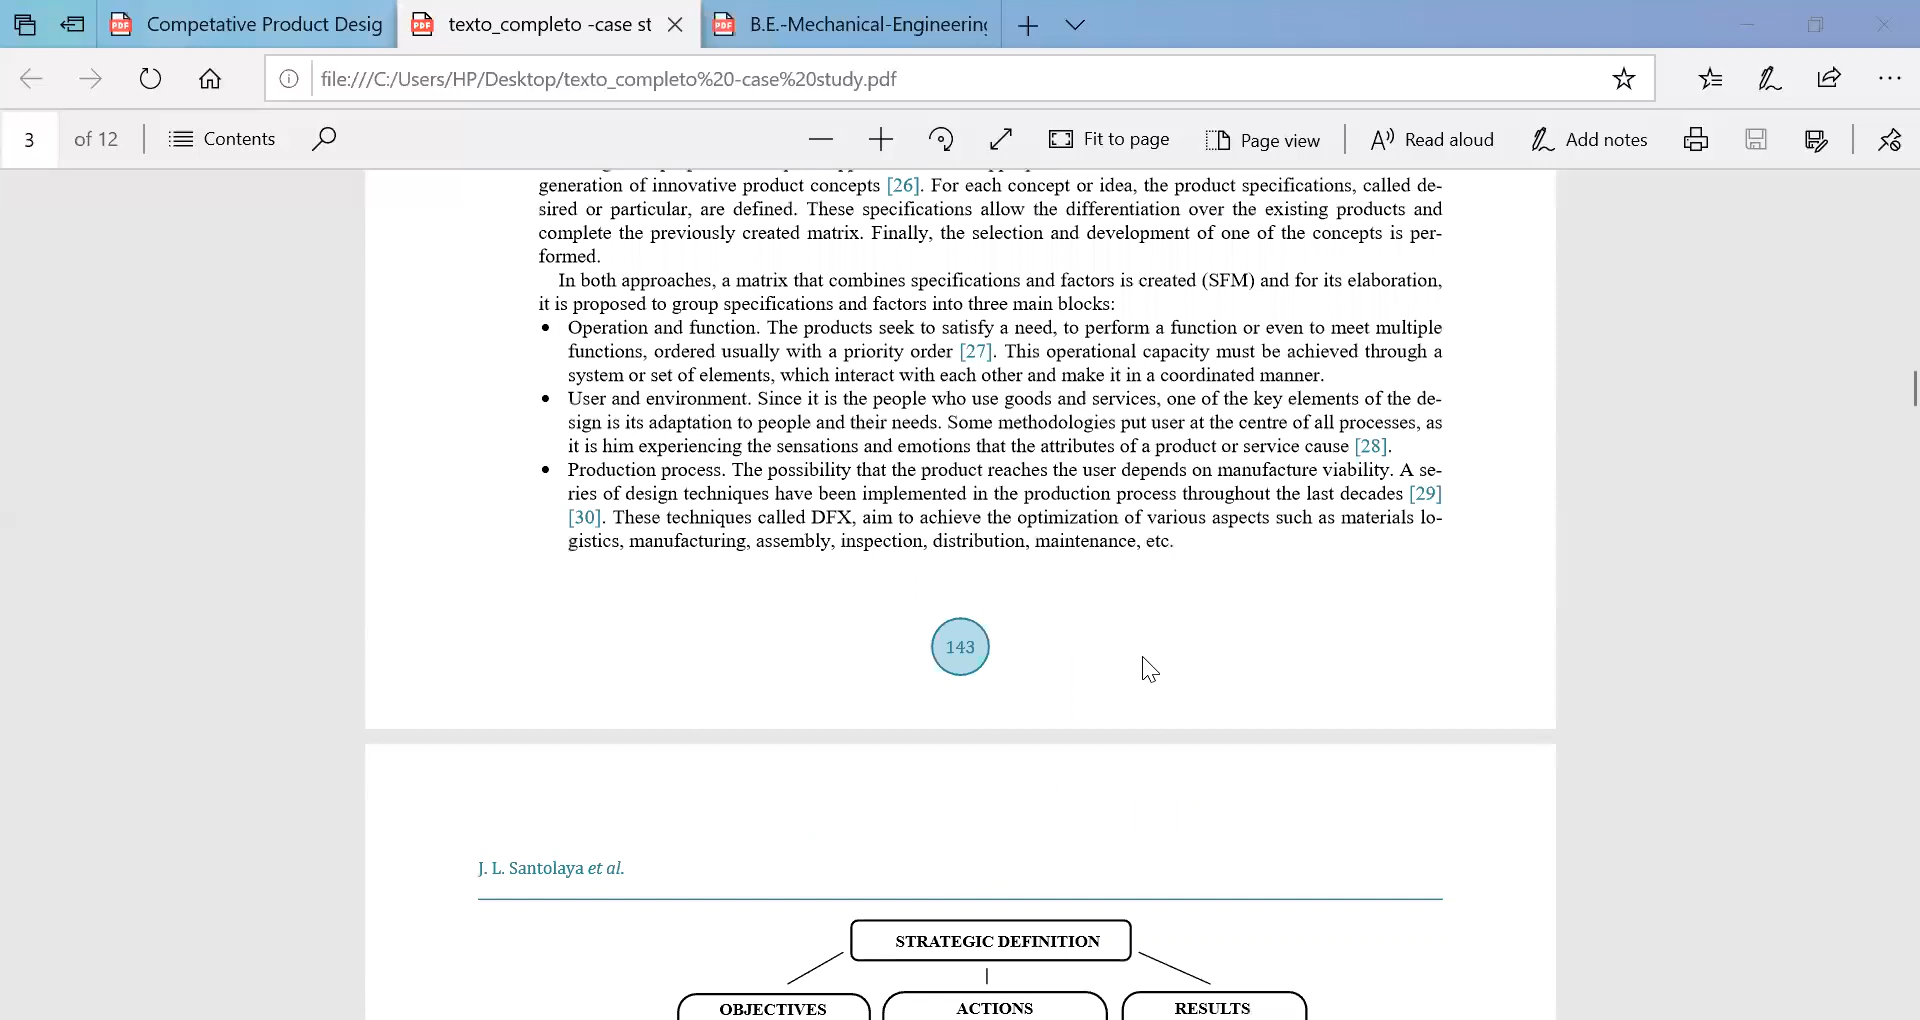 Competative Product Desig
texto_completo -case st
B.E.-Mechanical-Engineering
file:///C:/Users/HP/Desktop/texto_completo%20-case%20study.pdf
3 of 12 Contents Fit to page Page view Read aloud Add notes
generation of innovative product concepts [26]. For each concept or idea, the product specifications, called de-
sired or particular, are defined. These specifications allow the differentiation over the existing products and
complete the previously created matrix. Finally, the selection and development of one of the concepts is per-
formed.
In both approaches, a matrix that combines specifications and factors is created (SFM) and for its elaboration,
it is proposed to group specifications and factors into three main blocks:
• Operation and function. The products seek to satisfy a need, to perform a function or even to meet multiple
functions, ordered usually with a priority order [27]. This operational capacity must be achieved through a
system or set of elements, which interact with each other and make it in a coordinated manner.
• User and environment. Since it is the people who use goods and services, one of the key elements of the de-
sign is its adaptation to people and their needs. Some methodologies put user at the centre of all processes, as
it is him experiencing the sensations and emotions that the attributes of a product or service cause [28].
• Production process. The possibility that the product reaches the user depends on manufacture viability. A se-
ries of design techniques have been implemented in the production process throughout the last decades [29]
[30]. These techniques called DFX, aim to achieve the optimization of various aspects such as materials lo-
gistics, manufacturing, assembly, inspection, distribution, maintenance, etc.
143
J. L. Santolaya et al.
STRATEGIC DEFINITION
OBJECTIVES ACTIONS RESULTS